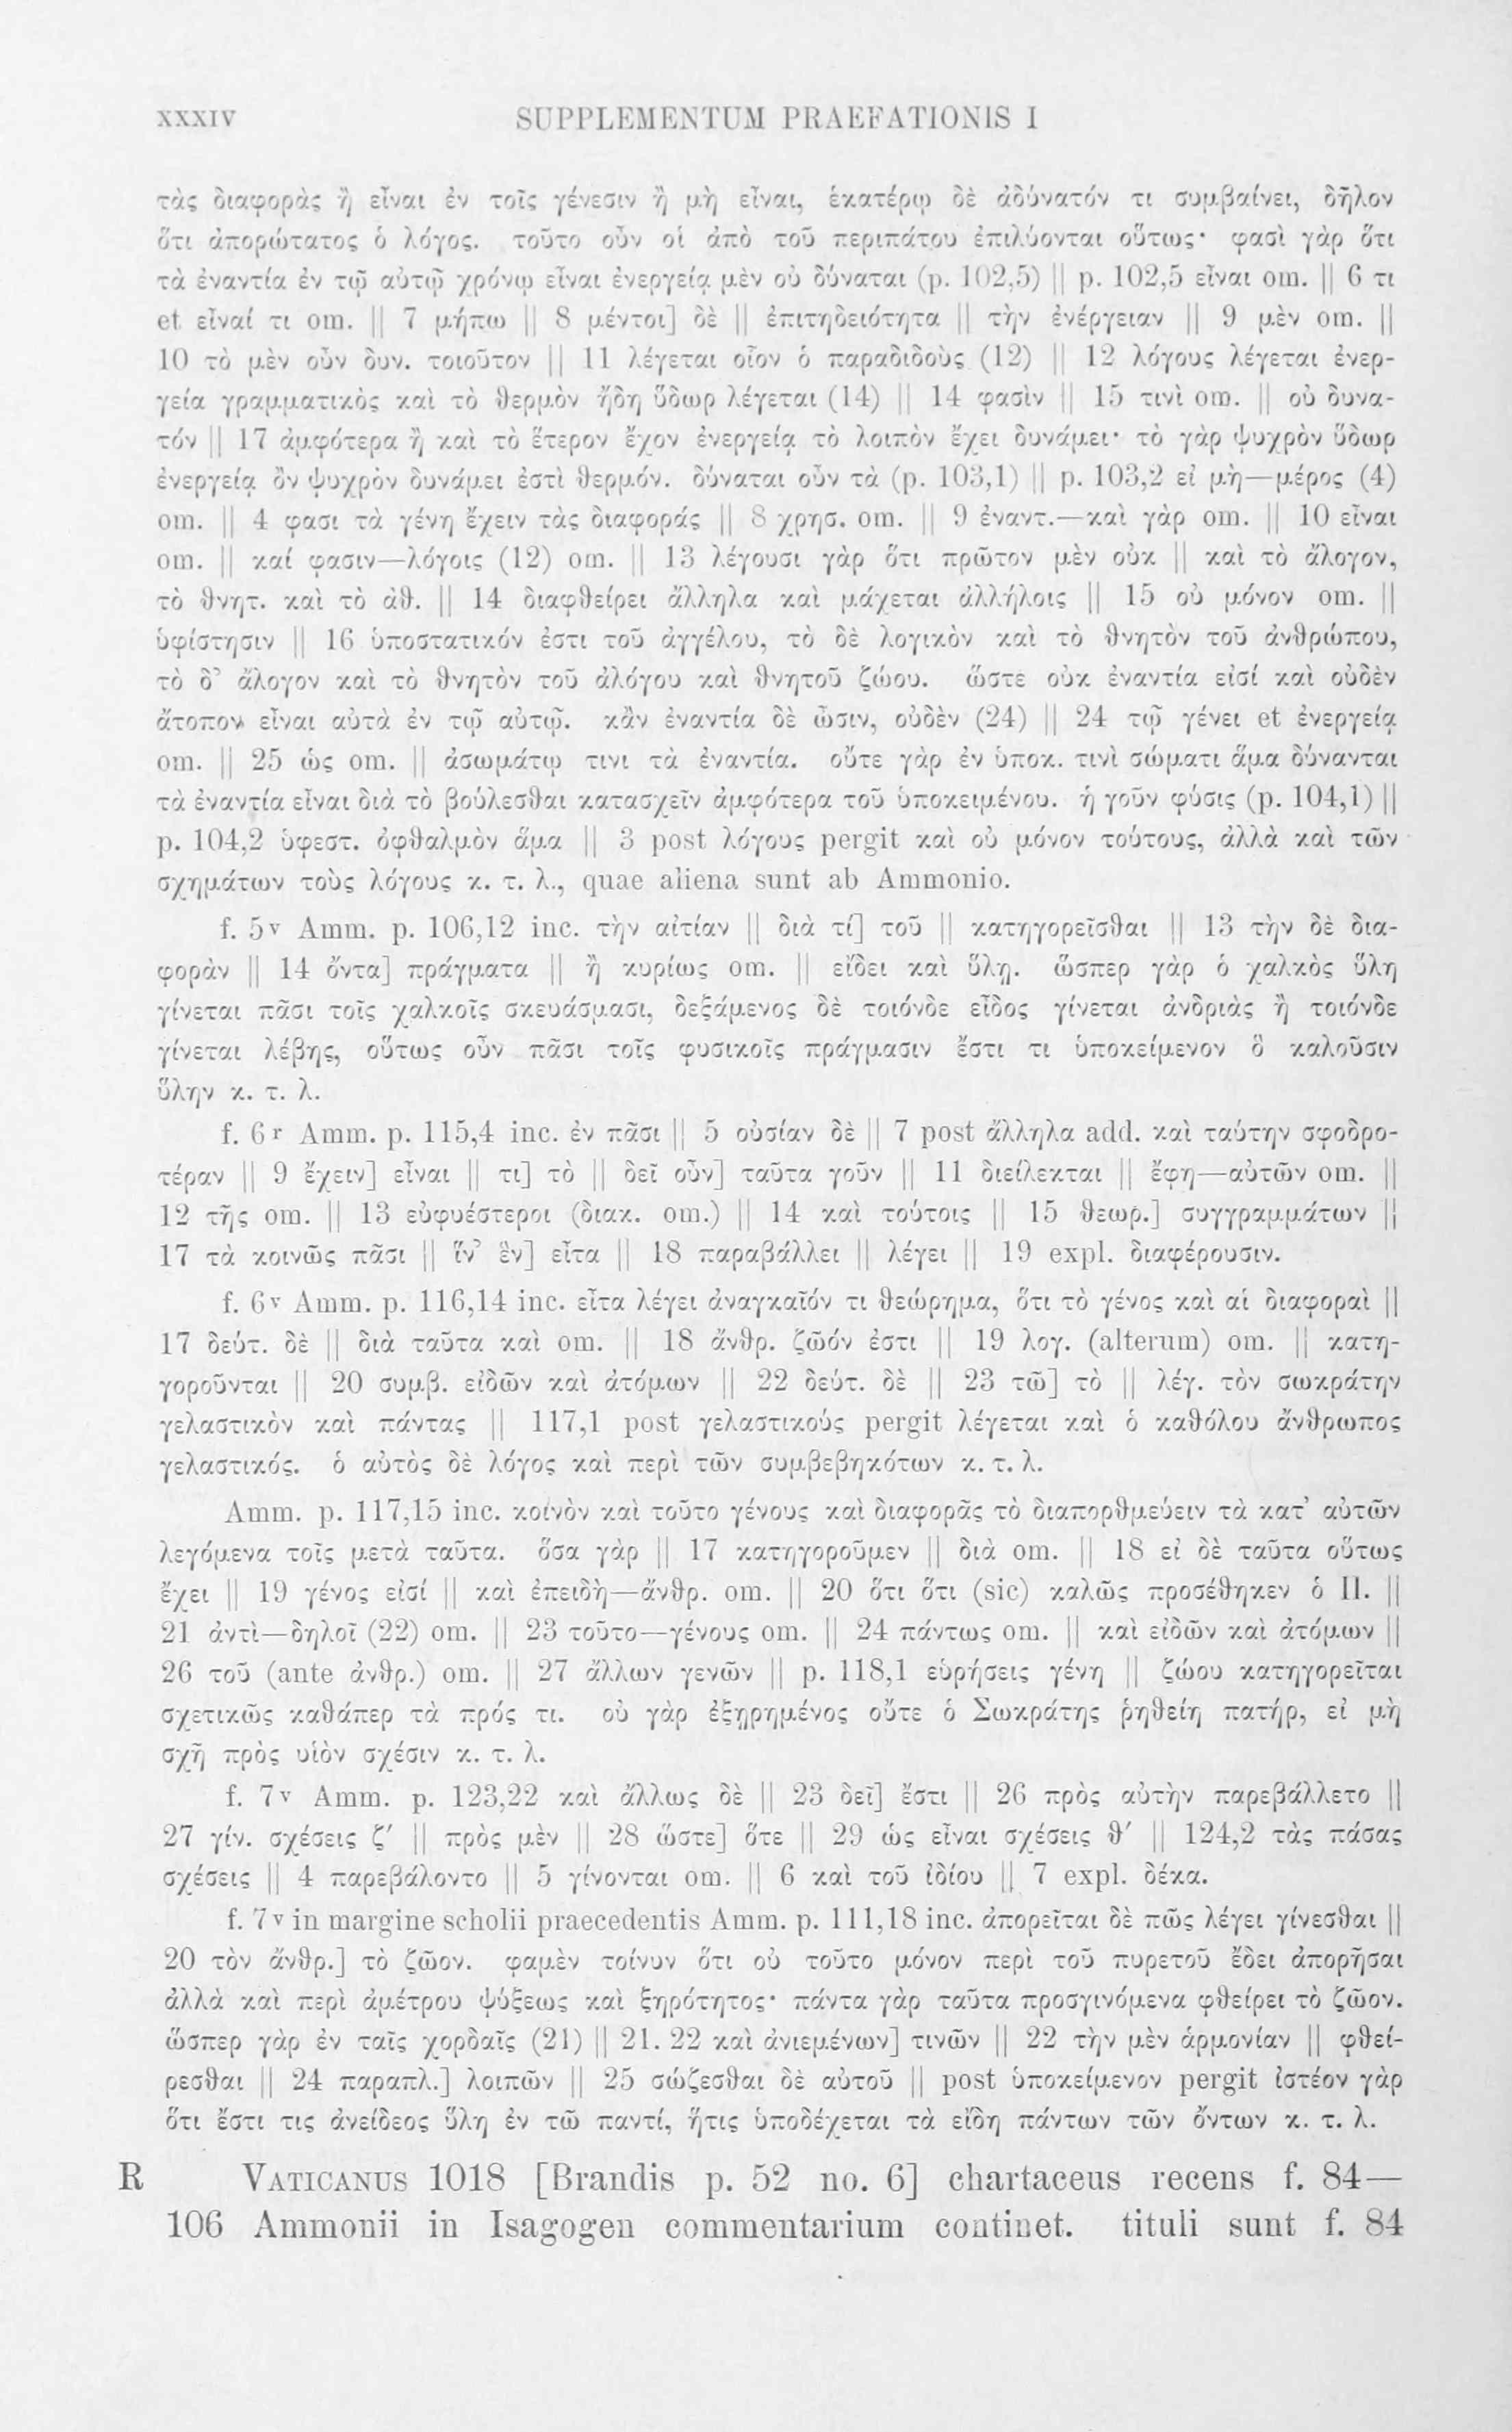 XXXIV SUPPLEMENTUM PRAEFATIONIS I
τὰς διαφορὰς ἢ εἶναι ἐν τοῖς γένεσιν ἢ μὴ εἶναι, ἑκατέρῳ δὲ ἀδύνατόν τι συμβαίνει, δῆλον
ὅτι ἀπορώτατος ὁ λόγος. τοῦτο οὖν οἱ ἀπὸ τοῦ περιπάτου ἐπιλύονται οὕτως· φασὶ γὰρ ὅτι
τὰ ἐναντία ἐν τῷ αὐτῷ χρόνῳ εἶναι ἐνεργείᾳ μὲν οὐ δύναται (p. 102,5) || p. 102,5 εἶναι om. || 6 τι
et εἶναί τι om. || 7 μήπω || 8 μέντοι] δὲ || ἐπιτηδειότητα || τὴν ἐνέργειαν || 9 μὲν om. ||
10 τὸ μὲν οὖν δυν. τοιοῦτον || 11 λέγεται οἷον ὁ παραδιδοὺς (12) || 12 λόγους λέγεται ἐνερ-
γεία γραμματικὸς καὶ τὸ θερμὸν ἤδη ὕδωρ λέγεται (14) || 14 φασὶν || 15 τινὶ om. || οὐ δυνα-
τόν || 17 ἀμφότερα ἢ καὶ τὸ ἕτερον ἔχον ἐνεργείᾳ τὸ λοιπὸν ἔχει δυνάμει· τὸ γὰρ ψυχρὸν ὕδωρ
ἐνεργείᾳ ὂν ψυχρὸν δυνάμει ἐστὶ θερμόν. δύναται οὖν τὰ (p. 103,1) || p. 103,2 εἰ μὴ—μέρος (4)
om. || 4 φασι τὰ γένη ἔχειν τὰς διαφοράς || 8 χρησ. om. || 9 ἐναντ.—καὶ γὰρ om. || 10 εἶναι
om. || καί φασιν—λόγοις (12) om. || 13 λέγουσι γὰρ ὅτι πρῶτον μὲν οὐκ || καὶ τὸ ἄλογον,
τὸ θνητ. καὶ τὸ ἀθ. || 14 διαφθείρει ἄλληλα καὶ μάχεται ἀλλήλοις || 15 οὐ μόνον om. ||
ὑφίστησιν || 16 ὑποστατικόν ἐστι τοῦ ἀγγέλου, τὸ δὲ λογικὸν καὶ τὸ θνητὸν τοῦ ἀνθρώπου,
τὸ δ’ ἄλογον καὶ τὸ θνητὸν τοῦ ἀλόγου καὶ θνητοῦ ζώου. ὥστε οὐκ ἐναντία εἰσί καὶ οὐδὲν
ἄτοπον εἶναι αὐτὰ ἐν τῷ αὐτῷ. κἂν ἐναντία δὲ ὦσιν, οὐδὲν (24) || 24 τῷ γένει et ἐνεργείᾳ
om. || 25 ὡς om. || ἀσωμάτῳ τινι τὰ ἐναντία. οὔτε γὰρ ἐν ὑποκ. τινὶ σώματι ἅμα δύνανται
τὰ ἐναντία εἶναι διὰ τὸ βούλεσθαι κατασχεῖν ἀμφότερα τοῦ ὑποκειμένου. ἡ γοῦν φύσις (p. 104,1) ||
p. 104,2 ὑφεστ. ὀφθαλμὸν ἅμα || 3 post λόγους pergit καὶ οὐ μόνον τούτους, ἀλλὰ καὶ τῶν
σχημάτων τοὺς λόγους κ. τ. λ., quae aliena sunt ab Ammonio.
f. 5v Amm. p. 106,12 inc. τὴν αἰτίαν || διὰ τί] τοῦ || κατηγορεῖσθαι || 13 τὴν δὲ δια-
φορὰν || 14 ὄντα] πράγματα || ἢ κυρίως om. || εἴδει καὶ ὕλῃ. ὥσπερ γὰρ ὁ χαλκὸς ὕλη
γίνεται πᾶσι τοῖς χαλκοῖς σκευάσμασι, δεξάμενος δὲ τοιόνδε εἶδος γίνεται ἀνδριὰς ἢ τοιόνδε
γίνεται λέβης, οὕτως οὖν πᾶσι τοῖς φυσικοῖς πράγμασιν ἔστι τι ὑποκείμενον ὃ καλοῦσιν
ὕλην κ. τ. λ.
f. 6r Amm. p. 115,4 inc. ἐν πᾶσι || 5 οὐσίαν δὲ || 7 post ἄλληλα add. καὶ ταύτην σφοδρο-
τέραν || 9 ἔχειν] εἶναι || τι] τὸ || δεῖ οὖν] ταῦτα γοῦν || 11 διείλεκται || ἔφη—αὐτῶν om. ||
12 τῆς om. || 13 εὐφυέστεροι (διακ. om.) || 14 καὶ τούτοις || 15 θεωρ.] συγγραμμάτων ||
17 τὰ κοινῶς πᾶσι || ἵν’ ἓν] εἶτα || 18 παραβάλλει || λέγει || 19 expl. διαφέρουσιν.
f. 6v Amm. p. 116,14 inc. εἶτα λέγει ἀναγκαῖόν τι θεώρημα, ὅτι τὸ γένος καὶ αἱ διαφοραὶ ||
17 δεύτ. δὲ || διὰ ταῦτα καὶ om. || 18 ἄνθρ. ζῶόν ἐστι || 19 λογ. (alterum) om. || κατη-
γοροῦνται || 20 συμβ. εἰδῶν καὶ ἀτόμων || 22 δεύτ. δὲ || 23 τῶ] τὸ || λέγ. τὸν σωκράτην
γελαστικὸν καὶ πάντας || 117,1 post γελαστικούς pergit λέγεται καὶ ὁ καθόλου ἄνθρωπος
γελαστικός. ὁ αὐτὸς δὲ λόγος καὶ περὶ τῶν συμβεβηκότων κ. τ. λ.
Amm. p. 117,15 inc. κοινὸν καὶ τοῦτο γένους καὶ διαφορᾶς τὸ διαπορθμεύειν τὰ κατ’ αὐτῶν
λεγόμενα τοῖς μετὰ ταῦτα. ὅσα γὰρ || 17 κατηγοροῦμεν || διὰ om. || 18 εἰ δὲ ταῦτα οὕτως
ἔχει || 19 γένος εἰσί || καὶ ἐπειδὴ—ἄνθρ. om. || 20 ὅτι ὅτι (sic) καλῶς προσέθηκεν ὁ Π. ||
21 ἀντὶ—δηλοῖ (22) om. || 23 τοῦτο—γένους om. || 24 πάντως om. || καὶ εἰδῶν καὶ ἀτόμων ||
26 τοῦ (ante ἀνθρ.) om. || 27 ἄλλων γενῶν || p. 118,1 εὑρήσεις γένη || ζώου κατηγορεῖται
σχετικῶς καθάπερ τὰ πρός τι. οὐ γὰρ ἐξῃρημένος οὔτε ὁ Σωκράτης ῥηθείη πατήρ, εἰ μὴ
σχῇ πρὸς υἱὸν σχέσιν κ. τ. λ.
f. 7v Amm. p. 123,22 καὶ ἄλλως δὲ || 23 δεῖ] ἔστι || 26 πρὸς αὐτὴν παρεβάλλετο ||
27 γίν. σχέσεις ζ′ || πρὸς μὲν || 28 ὥστε] ὅτε || 29 ὡς εἶναι σχέσεις θ′ || 124,2 τὰς πάσας
σχέσεις || 4 παρεβάλοντο || 5 γίνονται om. || 6 καὶ τοῦ ἰδίου || 7 expl. δέκα.
f. 7v in margine scholii praecedentis Amm. p. 111,18 inc. ἀπορεῖται δὲ πῶς λέγει γίνεσθαι ||
20 τὸν ἄνθρ.] τὸ ζῶον. φαμὲν τοίνυν ὅτι οὐ τοῦτο μόνον περὶ τοῦ πυρετοῦ ἔδει ἀπορῆσαι
ἀλλὰ καὶ περὶ ἀμέτρου ψύξεως καὶ ξηρότητος· πάντα γὰρ ταῦτα προσγινόμενα φθείρει τὸ ζῶον.
ὥσπερ γὰρ ἐν ταῖς χορδαῖς (21) || 21. 22 καὶ ἀνιεμένων] τινῶν || 22 τὴν μὲν ἁρμονίαν || φθεί-
ρεσθαι || 24 παραπλ.] λοιπῶν || 25 σώζεσθαι δὲ αὐτοῦ || post ὑποκείμενον pergit ἰστέον γὰρ
ὅτι ἔστι τις ἀνείδεος ὕλη ἐν τῶ παντί, ἥτις ὑποδέχεται τὰ εἴδη πάντων τῶν ὄντων κ. τ. λ.
R VATICANUS 1018 [Brandis p. 52 no. 6] chartaceus recens f. 84—
106 Ammonii in Isagogen commentarium continet. tituli sunt f. 84